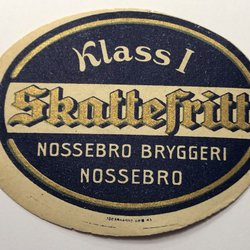 Klass I
Skattefritt
NOSSEBRO BRYGGERI
NOSSEBRO